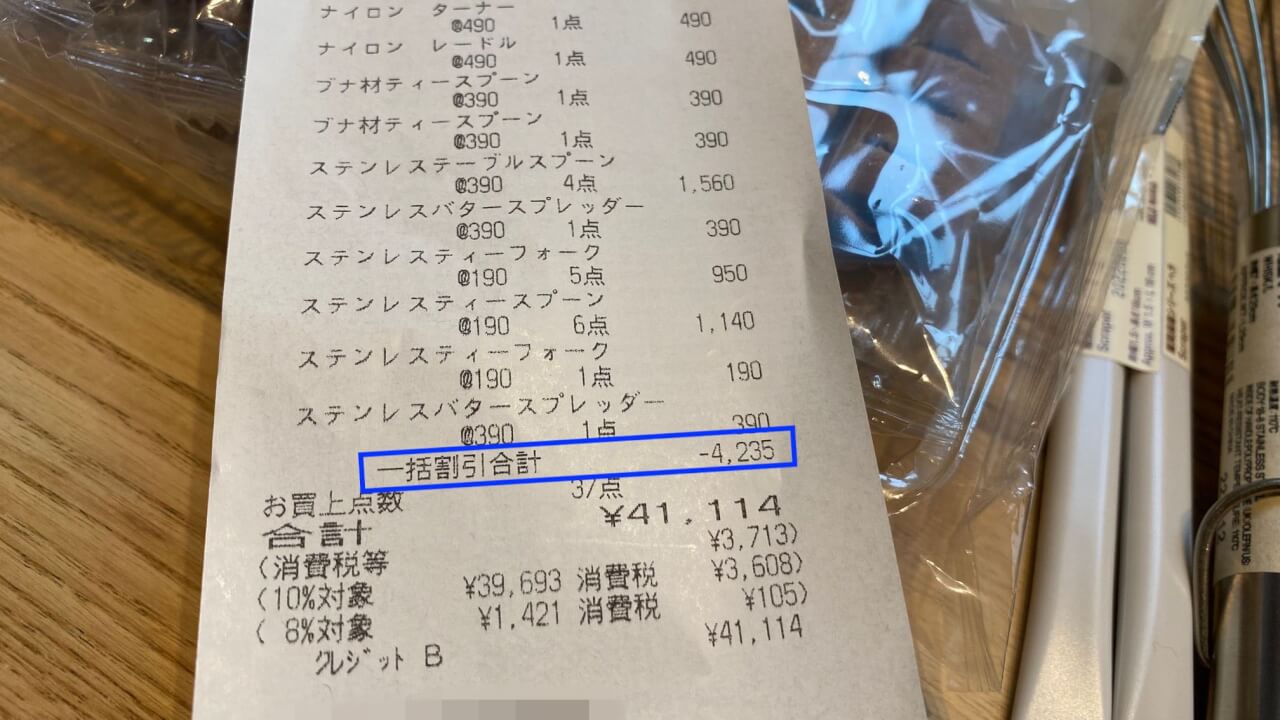 ナイロン ターナー
@490 1点 490
ナイロン レードル
@490 1点 490
ブナ材ティースプーン
@390 1点 390
ブナ材ティースプーン
@390 1点 390
ステンレステーブルスプーン
@390 4点 1,560
ステンレスバタースプレッダー
@390 1点 390
ステンレスティーフォーク
@190 5点 950
ステンレスティースプーン
@190 6点 1,140
ステンレスティーフォーク
@190 1点 190
ステンレスバタースプレッダー
@390 1点 390
一括割引合計 -4,235
お買上点数 37点
合計 ¥41,114
(消費税等 ¥3,713)
(10%対象 ¥39,693 消費税 ¥3,608)
( 8%対象 ¥1,421 消費税 ¥105)
クレジット B ¥41,114
Scraper